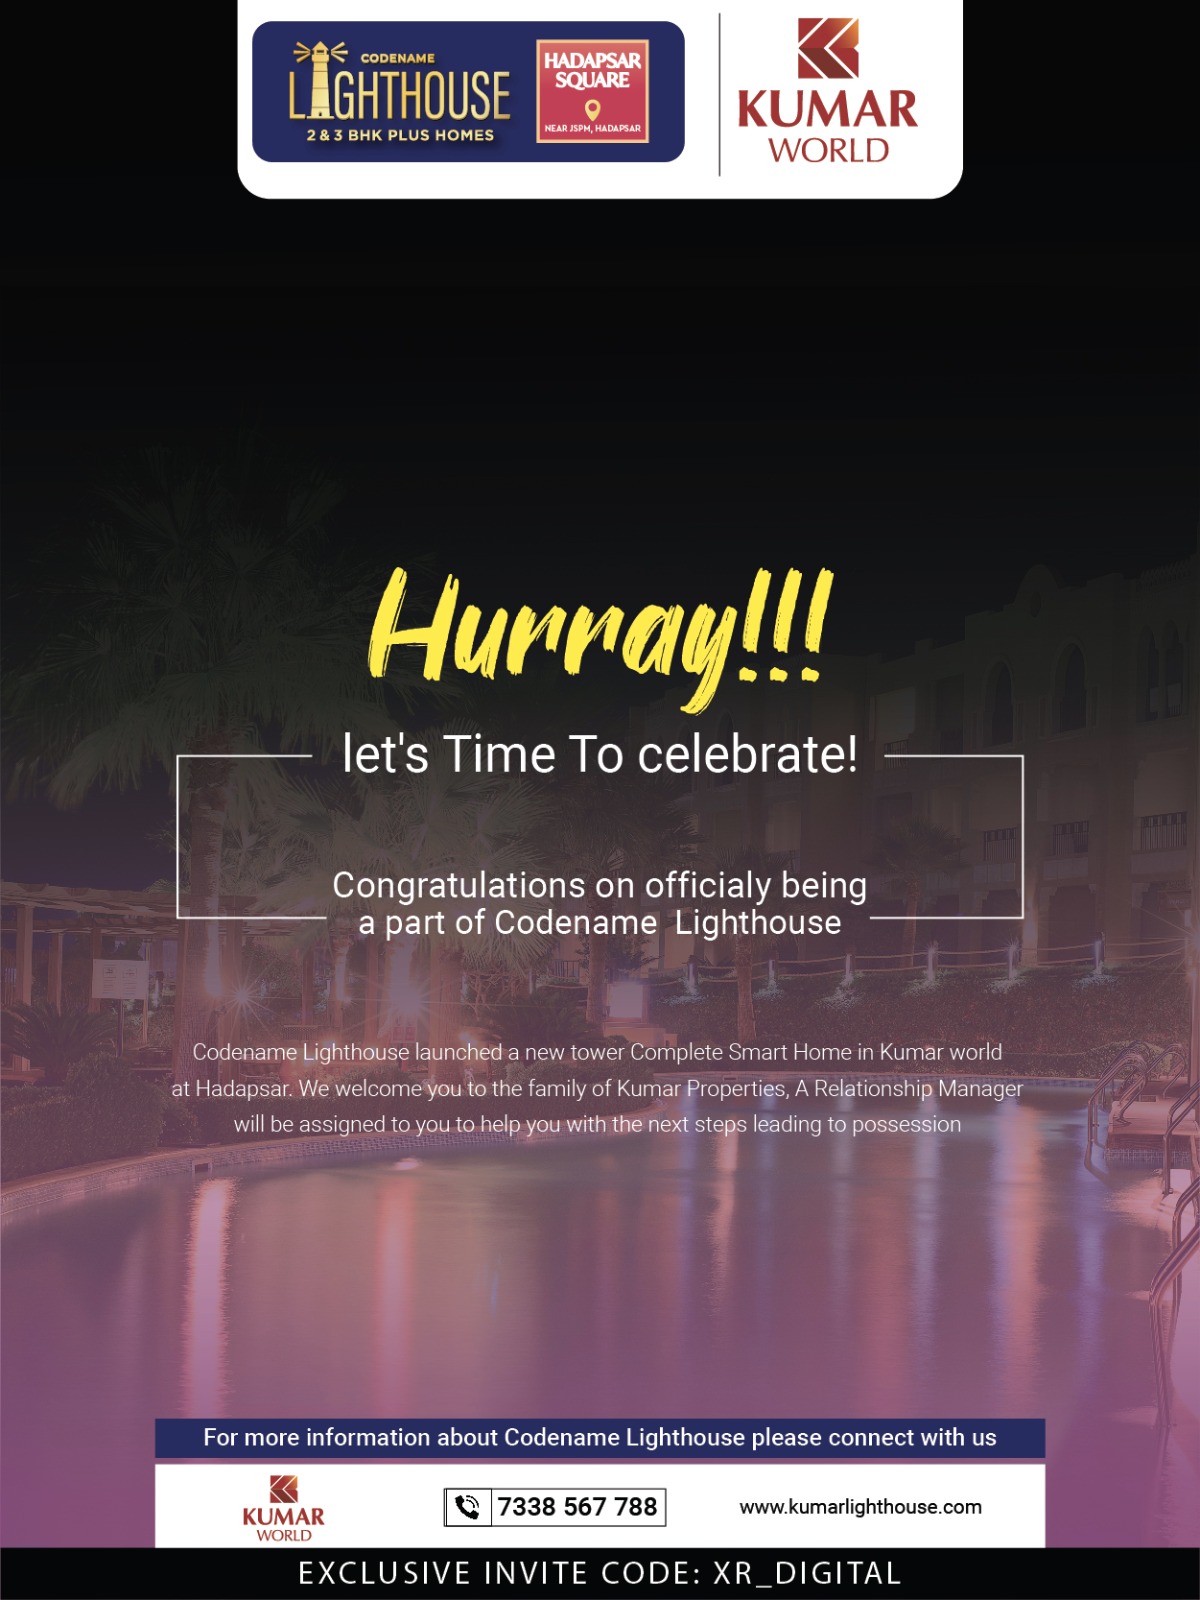 CODENAME
LIGHTHOUSE
2 & 3 BHK PLUS HOMES
HADAPSAR
SQUARE
NEAR JSPM, HADAPSAR
KUMAR
WORLD
Hurray!!!
let's Time To celebrate!
Congratulations on officialy being
a part of Codename Lighthouse
Codename Lighthouse launched a new tower Complete Smart Home in Kumar world
at Hadapsar. We welcome you to the family of Kumar Properties, A Relationship Manager
will be assigned to you to help you with the next steps leading to possession
For more information about Codename Lighthouse please connect with us
KUMAR
WORLD
7338 567 788
www.kumarlighthouse.com
EXCLUSIVE INVITE CODE: XR_DIGITAL